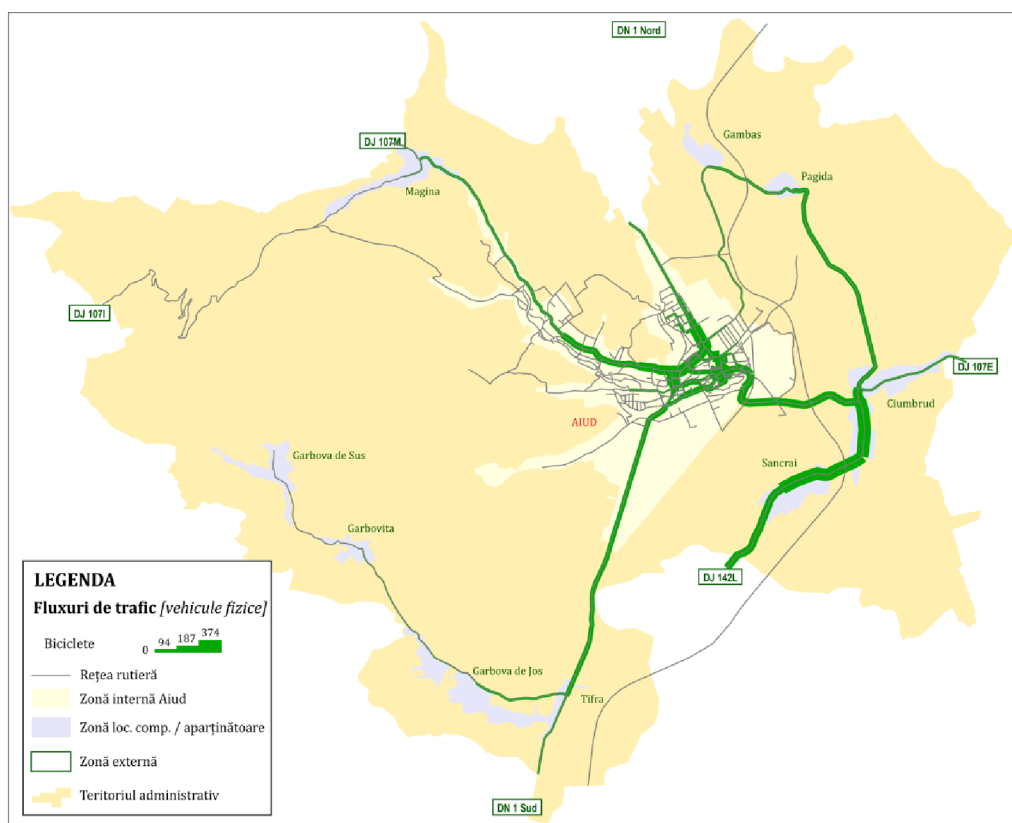 DN 1 Nord
Gambas
DJ 107M
Pagida
Magina
DJ 107I
DJ 107E
Ciumbrud
AIUD
Garbova de Sus
Sancrai
Garbovita
DJ 142L
LEGENDA
Fluxuri de trafic [vehicule fizice]
Biciclete 0 94 187 374
Rețea rutieră
Zonă internă Aiud
Zonă loc. comp. / aparținătoare
Zonă externă
Teritoriul administrativ
Garbova de Jos
Tifra
DN 1 Sud